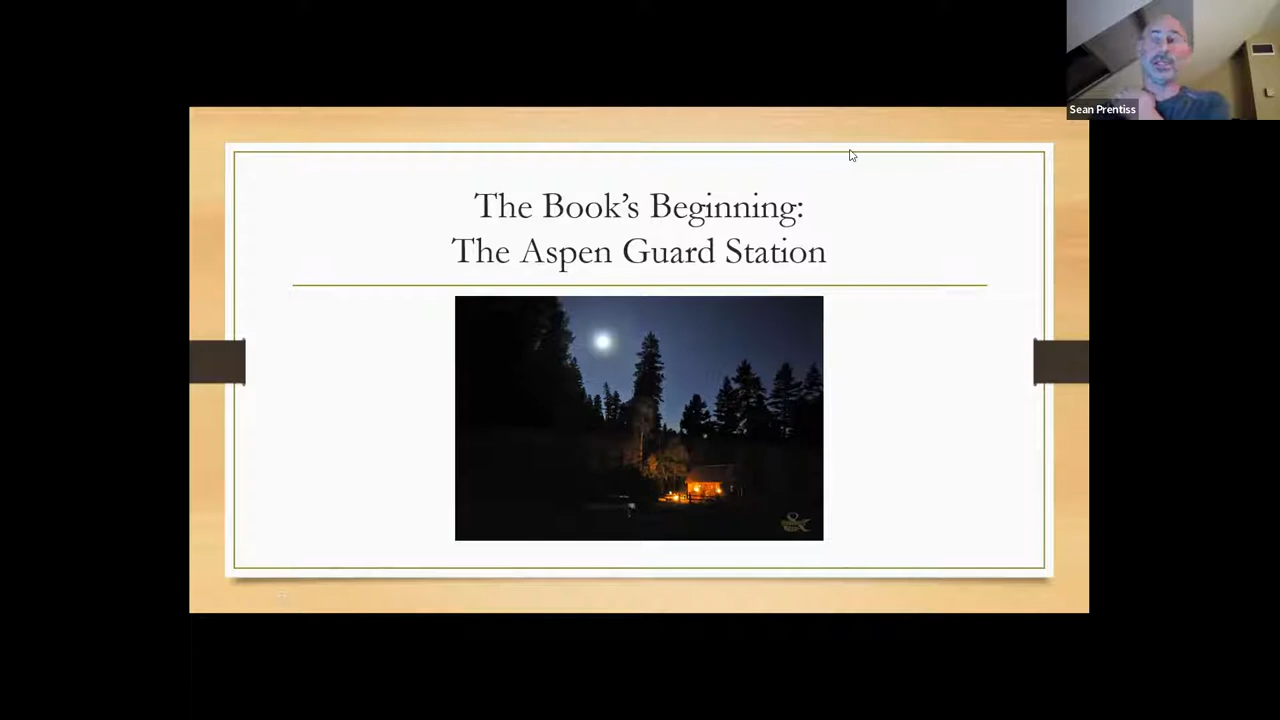 Sean Prentiss
The Book’s Beginning:
The Aspen Guard Station